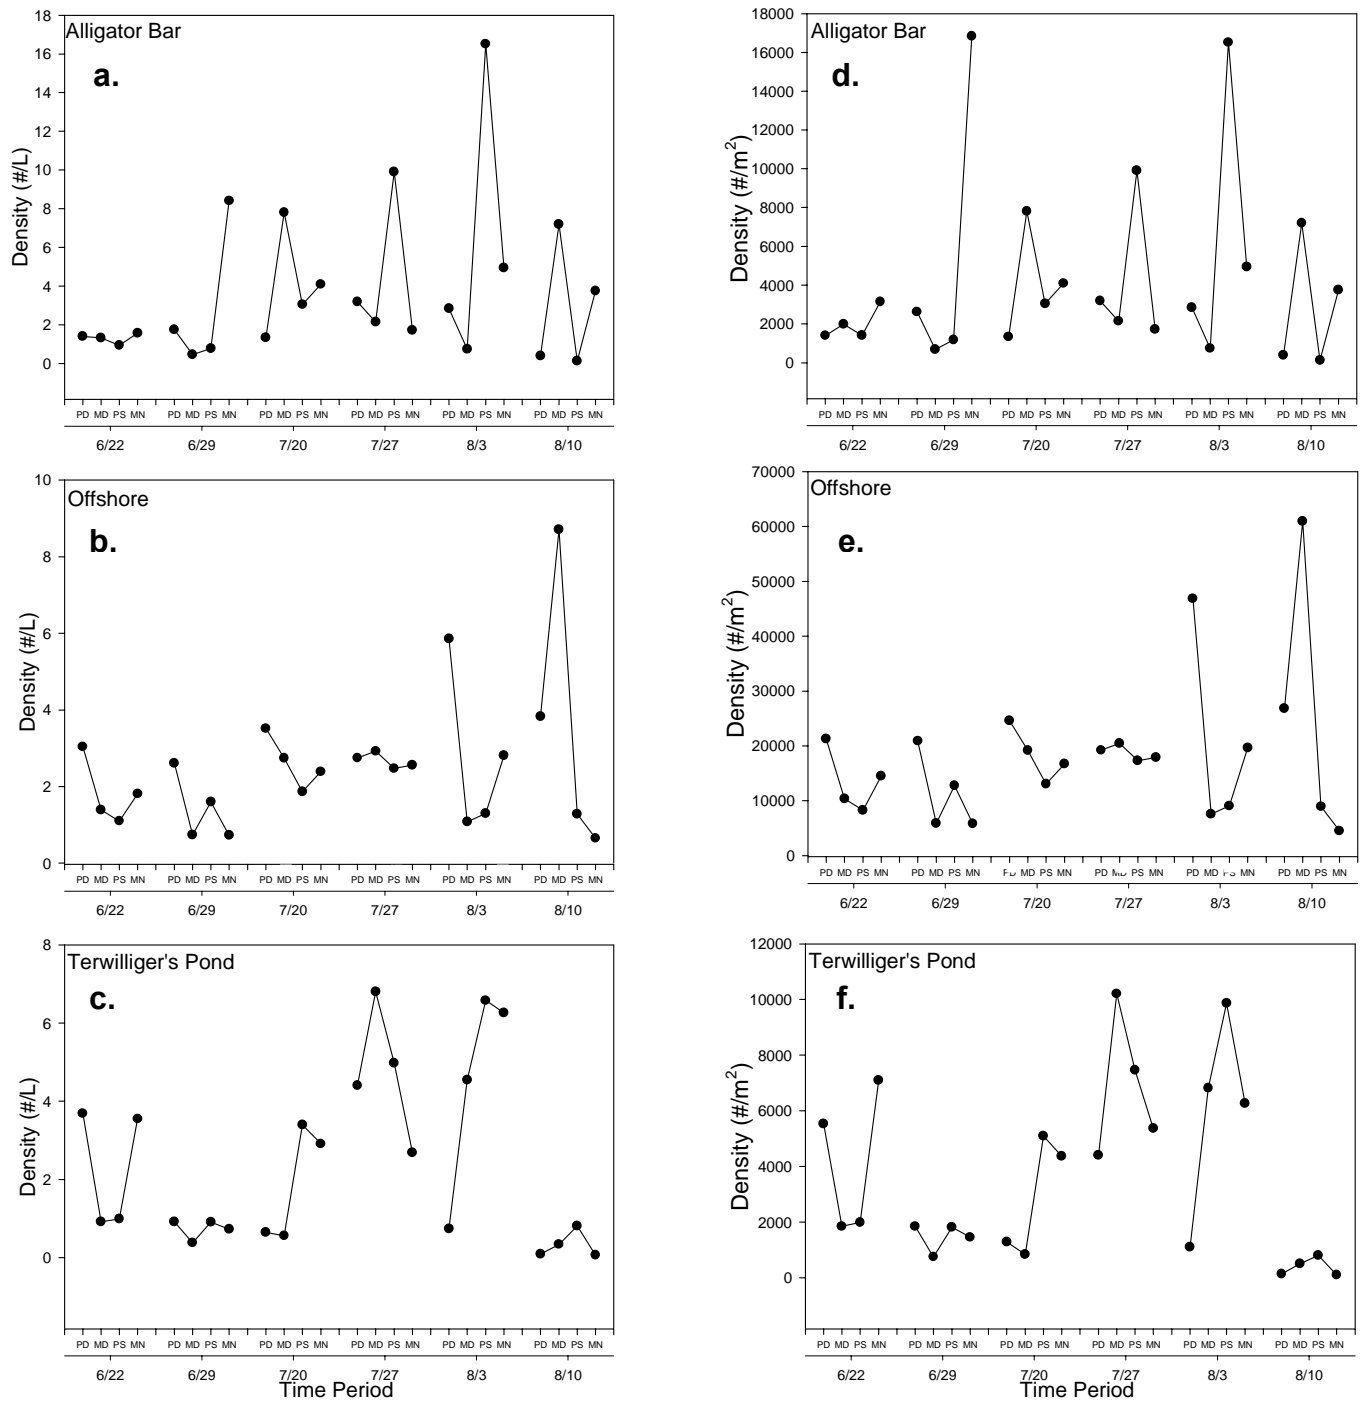 Alligator Bar
a.
Density (#/L)
18
16
14
12
10
8
6
4
2
0
PD MD PS MN PD MD PS MN PD MD PS MN PD MD PS MN PD MD PS MN PD MD PS MN
6/22 6/29 7/20 7/27 8/3 8/10
Alligator Bar
d.
Density (#/m²)
18000
16000
14000
12000
10000
8000
6000
4000
2000
0
PD MD PS MN PD MD PS MN PD MD PS MN PD MD PS MN PD MD PS MN PD MD PS MN
6/22 6/29 7/20 7/27 8/3 8/10
Offshore
b.
Density (#/L)
10
8
6
4
2
0
PD MD PS MN PD MD PS MN PD MD PS MN PD MD PS MN PD MD PS MN PD MD PS MN
6/22 6/29 7/20 7/27 8/3 8/10
Offshore
e.
Density (#/m²)
70000
60000
50000
40000
30000
20000
10000
0
PD MD PS MN PD MD PS MN MD PS MN PD PS MN PD MD MN PD MD PS MN
6/22 6/29 7/20 7/27 8/3 8/10
Terwilliger's Pond
c.
Density (#/L)
8
6
4
2
0
PD MD PS MN PD MD PS MN PD MD PS MN PD MD PS MN PD MD PS MN PD MD PS MN
6/22 6/29 7/20 7/27 8/3 8/10
Time Period
Terwilliger's Pond
f.
Density (#/m²)
12000
10000
8000
6000
4000
2000
0
PD MD PS MN PD MD PS MN PD MD PS MN PD MD PS MN PD MD PS MN PD MD PS MN
6/22 6/29 7/20 7/27 8/3 8/10
Time Period